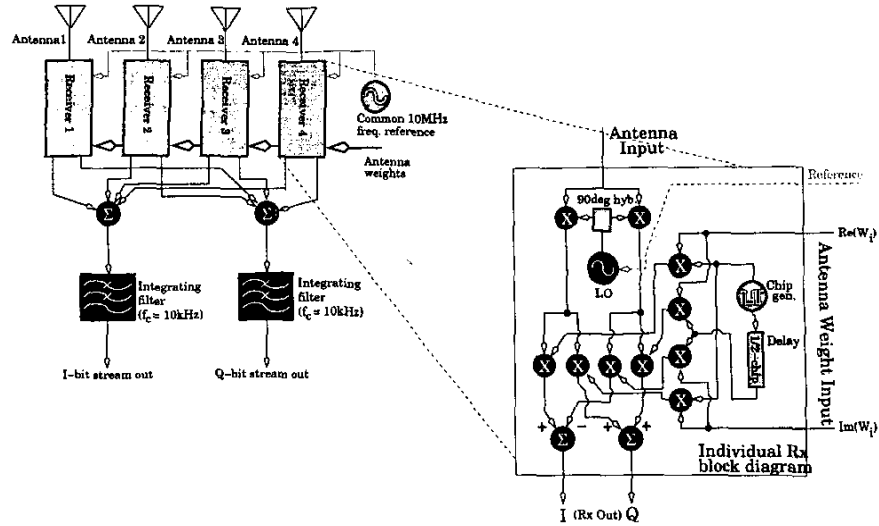 Antenna1 Antenna 2 Antenna 3 Antenna 4
Receiver 1
Receiver 2
Receiver 3
Receiver 4
Common 10MHz
freq. reference
Antenna
weights
Σ Σ
Integrating
filter
(fc = 10kHz)
Integrating
filter
(fc = 10kHz)
I-bit stream out
Q-bit stream out
Antenna
Input
Reference
90deg hyb
X X
LO
Re(Wi)
X
Chip
gen.
X
Delay
1/2-chip
X X X X
X
X
Antenna Weight Input
+ - + +
Σ Σ
Im(Wi)
Individual Rx
block diagram
I (Rx Out) Q